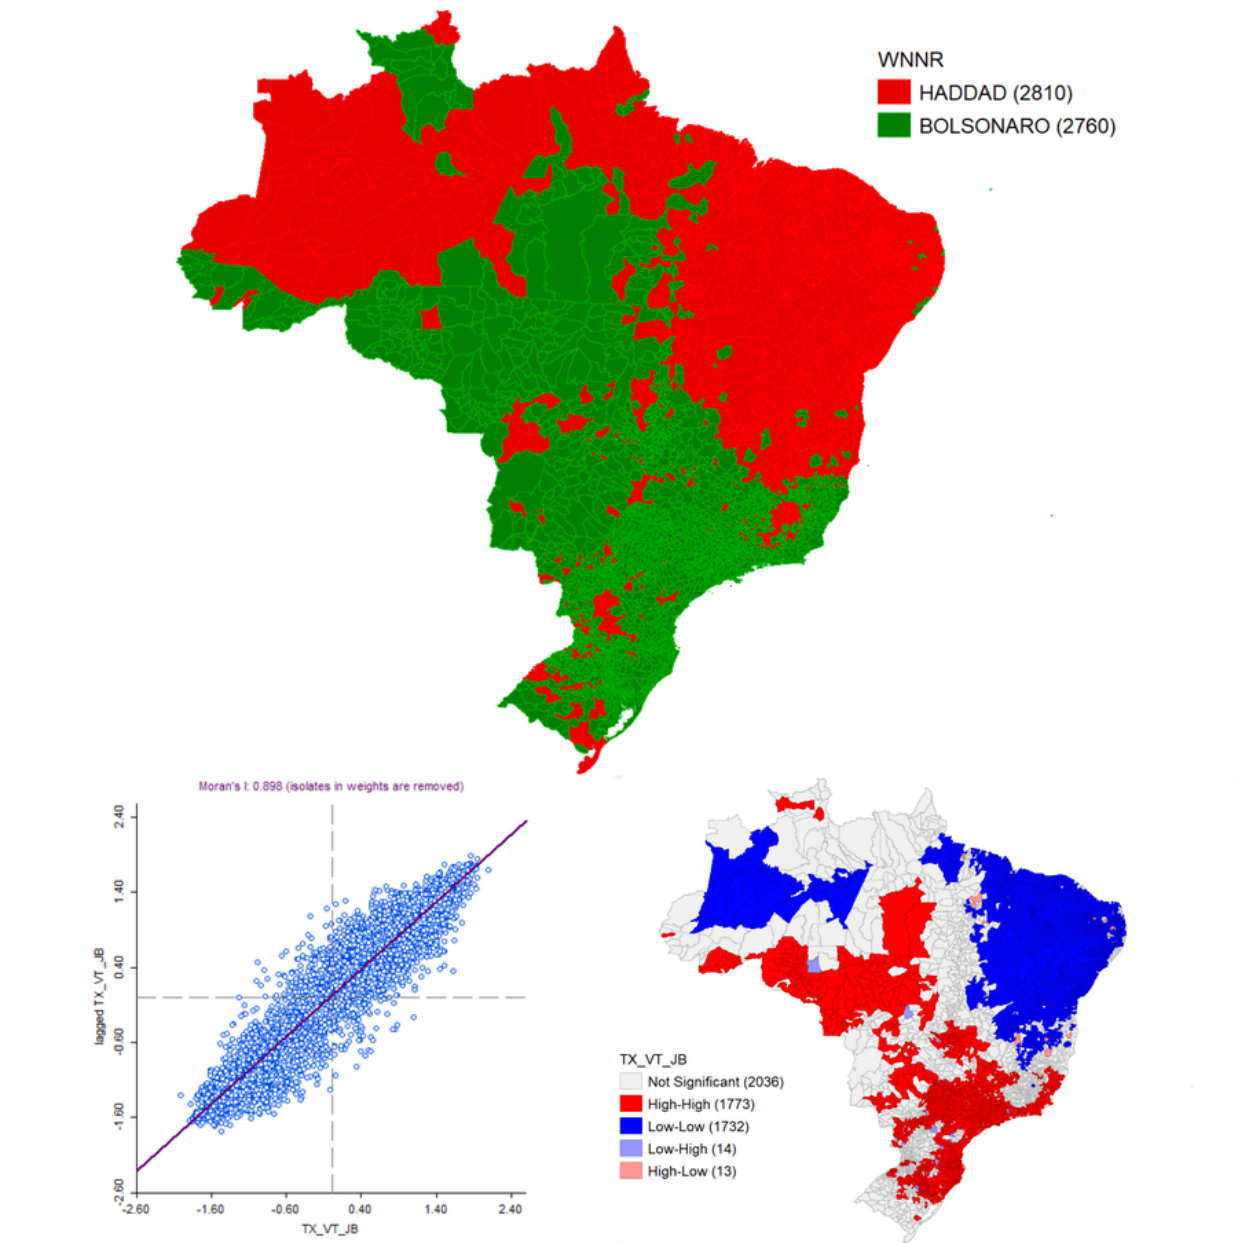 WNNR
HADDAD (2810)
BOLSONARO (2760)
Moran's I: 0.898 (isolates in weights are removed)
2.40
1.40
0.40
-0.60
-1.60
-2.60
lagged TX_VT_JB
-2.60 -1.60 -0.60 0.40 1.40 2.40
TX_VT_JB
TX_VT_JB
Not Significant (2036)
High-High (1773)
Low-Low (1732)
Low-High (14)
High-Low (13)